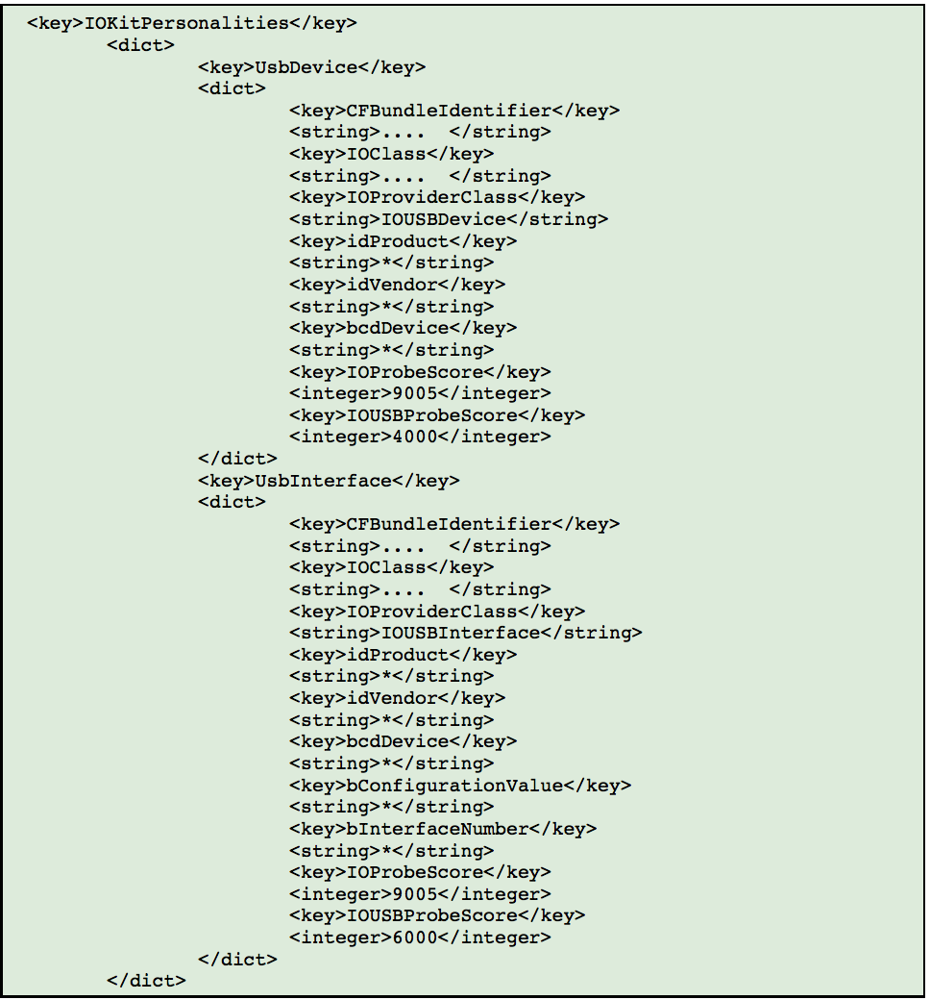 <key>IOKitPersonalities</key>
<dict>
<key>UsbDevice</key>
<dict>
<key>CFBundleIdentifier</key>
<string>....  </string>
<key>IOClass</key>
<string>....  </string>
<key>IOProviderClass</key>
<string>IOUSBDevice</string>
<key>idProduct</key>
<string>*</string>
<key>idVendor</key>
<string>*</string>
<key>bcdDevice</key>
<string>*</string>
<key>IOProbeScore</key>
<integer>9005</integer>
<key>IOUSBProbeScore</key>
<integer>4000</integer>
</dict>
<key>UsbInterface</key>
<dict>
<key>CFBundleIdentifier</key>
<string>....  </string>
<key>IOClass</key>
<string>....  </string>
<key>IOProviderClass</key>
<string>IOUSBInterface</string>
<key>idProduct</key>
<string>*</string>
<key>idVendor</key>
<string>*</string>
<key>bcdDevice</key>
<string>*</string>
<key>bConfigurationValue</key>
<string>*</string>
<key>bInterfaceNumber</key>
<string>*</string>
<key>IOProbeScore</key>
<integer>9005</integer>
<key>IOUSBProbeScore</key>
<integer>6000</integer>
</dict>
</dict>